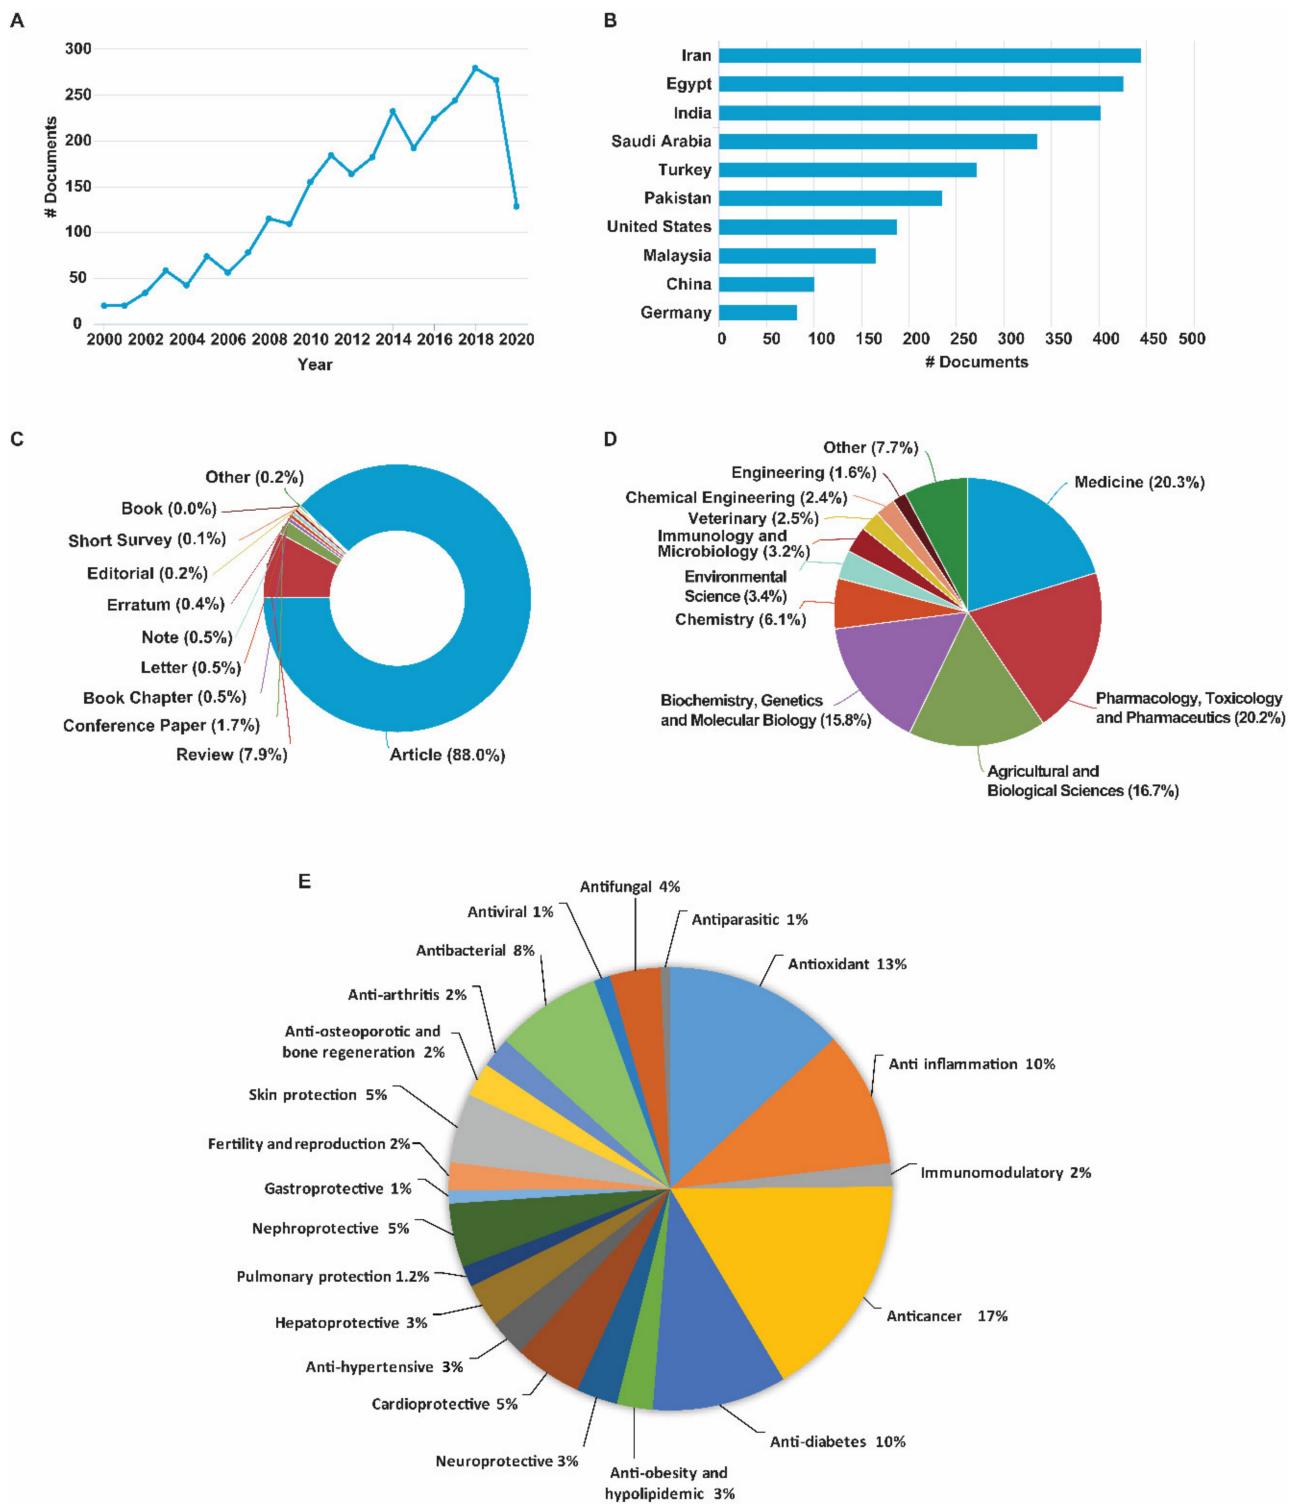 A
300
250
200
150
100
50
0
# Documents
2000 2002 2004 2006 2008 2010 2012 2014 2016 2018 2020
Year
B
Iran
Egypt
India
Saudi Arabia
Turkey
Pakistan
United States
Malaysia
China
Germany
0 50 100 150 200 250 300 350 400 450 500
# Documents
C
Other (0.2%)
Book (0.0%)
Short Survey (0.1%)
Editorial (0.2%)
Erratum (0.4%)
Note (0.5%)
Letter (0.5%)
Book Chapter (0.5%)
Conference Paper (1.7%)
Review (7.9%)
Article (88.0%)
D
Other (7.7%)
Engineering (1.6%)
Chemical Engineering (2.4%)
Veterinary (2.5%)
Immunology and
Microbiology (3.2%)
Environmental
Science (3.4%)
Chemistry (6.1%)
Biochemistry, Genetics
and Molecular Biology (15.8%)
Medicine (20.3%)
Pharmacology, Toxicology
and Pharmaceutics (20.2%)
Agricultural and
Biological Sciences (16.7%)
E
Antifungal 4%
Antiviral 1%
Antiparasitic 1%
Antibacterial 8%
Antioxidant 13%
Anti-arthritis 2%
Anti-osteoporotic and
bone regeneration 2%
Anti inflammation 10%
Skin protection 5%
Fertility and reproduction 2%
Immunomodulatory 2%
Gastroprotective 1%
Nephroprotective 5%
Pulmonary protection 1.2%
Hepatoprotective 3%
Anticancer 17%
Anti-hypertensive 3%
Cardioprotective 5%
Neuroprotective 3%
Anti-diabetes 10%
Anti-obesity and
hypolipidemic 3%